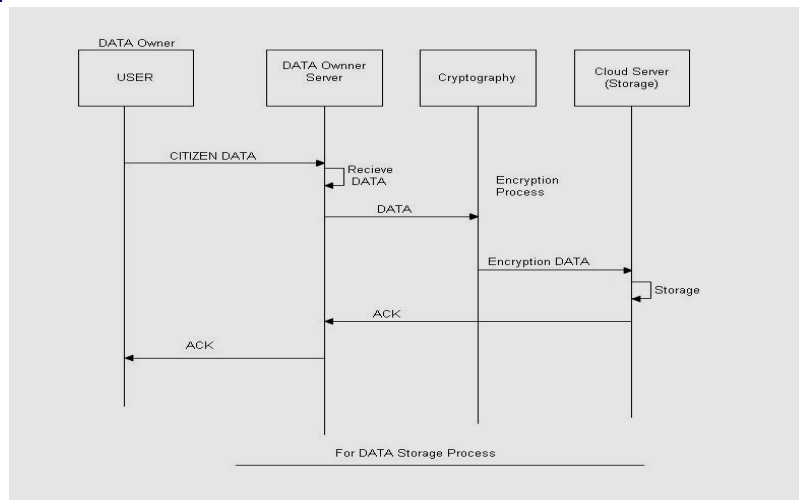 DATA Owner
USER
DATA Ownner
Server
Cryptography
Cloud Server
(Storage)
CITIZEN DATA
Recieve
DATA
Encryption
Process
DATA
Encryption DATA
Storage
ACK
ACK
For DATA Storage Process